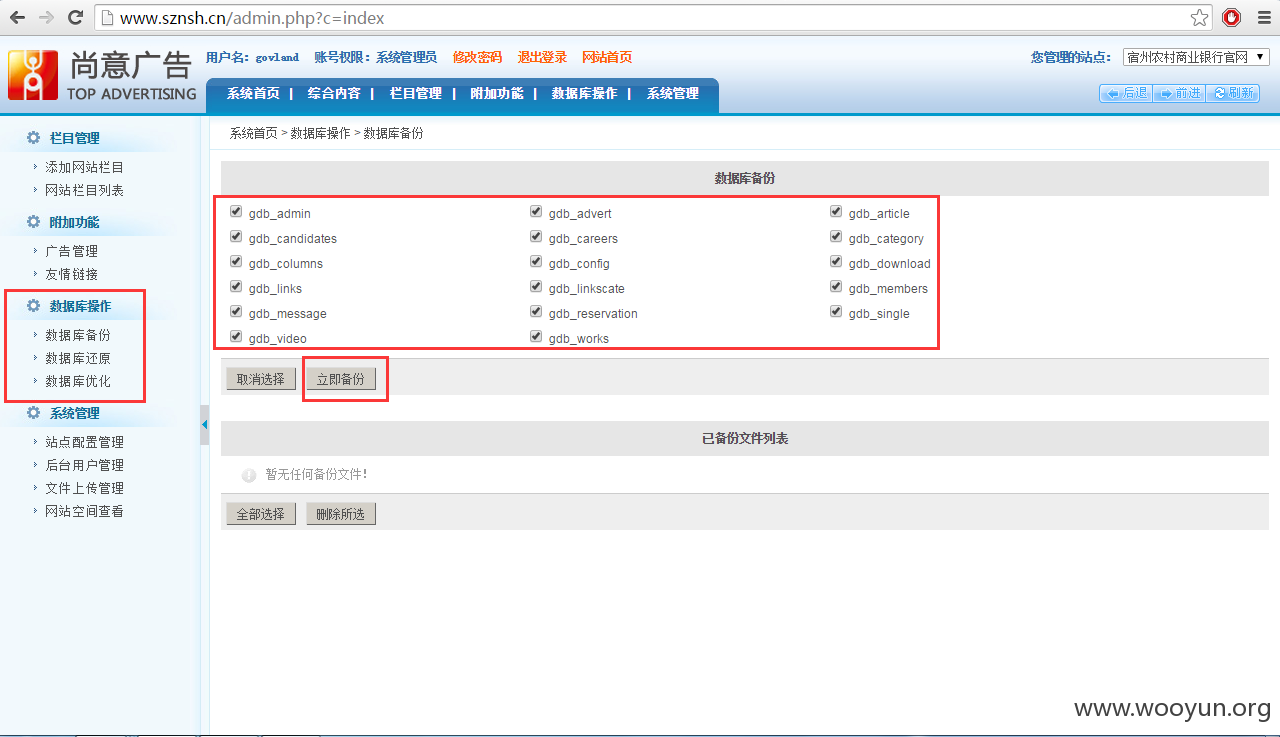 www.sznsh.cn/admin.php?c=index
尚意广告
TOP ADVERTISING
用户名：govland 账号权限：系统管理员 修改密码 退出登录 网站首页
您管理的站点： 宿州农村商业银行官网
系统首页 | 综合内容 | 栏目管理 | 附加功能 | 数据库操作 | 系统管理
后退 前进 刷新
栏目管理
添加网站栏目
网站栏目列表
附加功能
广告管理
友情链接
数据库操作
数据库备份
数据库还原
数据库优化
系统管理
站点配置管理
后台用户管理
文件上传管理
网站空间查看
系统首页 > 数据库操作 > 数据库备份
数据库备份
gdb_admin gdb_advert gdb_article
gdb_candidates gdb_careers gdb_category
gdb_columns gdb_config gdb_download
gdb_links gdb_linkscate gdb_members
gdb_message gdb_reservation gdb_single
gdb_video gdb_works
取消选择 立即备份
已备份文件列表
暂无任何备份文件!
全部选择 删除所选
www.wooyun.org